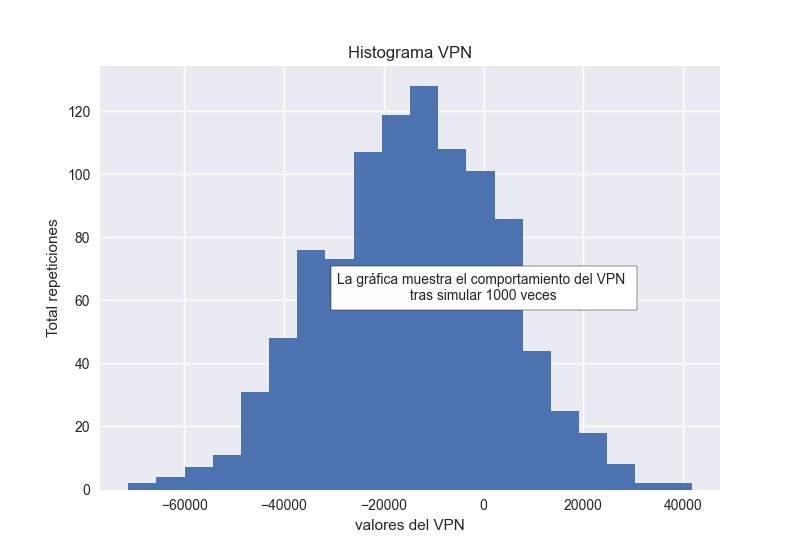 Histograma VPN
Total repeticiones
120
100
80
60
40
20
0
La gráfica muestra el comportamiento del VPN
tras simular 1000 veces
−60000 −40000 −20000 0 20000 40000
valores del VPN